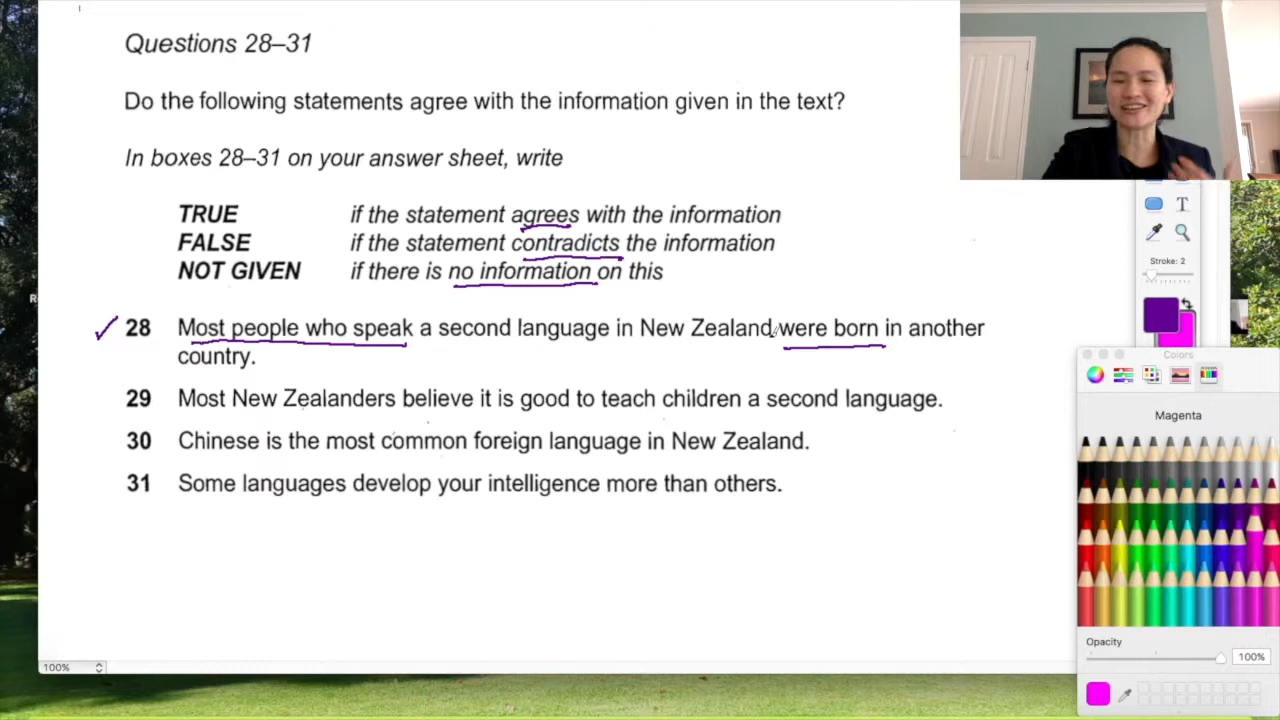 Questions 28–31
Do the following statements agree with the information given in the text?
In boxes 28–31 on your answer sheet, write
TRUE if the statement agrees with the information
FALSE if the statement contradicts the information
NOT GIVEN if there is no information on this
28 Most people who speak a second language in New Zealand were born in another
country.
29 Most New Zealanders believe it is good to teach children a second language.
30 Chinese is the most common foreign language in New Zealand.
31 Some languages develop your intelligence more than others.
100%
T
Stroke: 2
Colors
Magenta
Opacity
100%